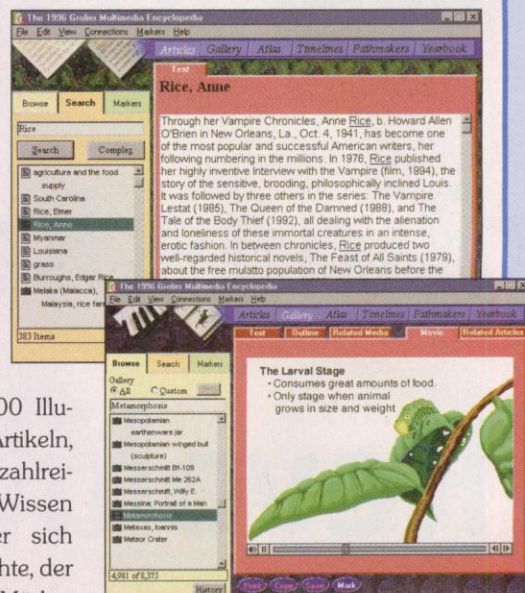 The 1996 Grolier Multimedia Encyclopedia
File Edit View Connections Markers Help
Articles Gallery Atlas Timelines Pathmakers Yearbook
Text
Browse Search Markers
Rice
Search Complex
agriculture and the food
supply
South Carolina
Rice, Elmer
Rice, Anne
Myanmar
Louisiana
grass
Burroughs, Edgar Rice
Melaka (Malacca),
Malaysia, rice
383 Items
Rice, Anne
Through her Vampire Chronicles, Anne Rice, b. Howard Allen
O'Brien in New Orleans, La., Oct. 4, 1941, has become one
of the most popular and successful American writers, her
following numbering in the millions. In 1976, Rice published
her highly inventive Interview with the Vampire (film, 1994), the
story of the sensitive, brooding, philosophically inclined Louis.
It was followed by three others in the series: The Vampire
Lestat (1985), The Queen of the Damned (1988), and The
Tale of the Body Thief (1992), all dealing with the alienation
and loneliness of these immortal creatures in an intense,
erotic fashion. In between chronicles, Rice produced two
well-regarded historical novels, The Feast of All Saints (1979),
about the free mulatto population of New Orleans before the
The 1996 Grolier Multimedia Encyclopedia
File Edit View Connections Markers Help
Articles Gallery Atlas Timelines Pathmakers Yearbook
Text Outline Related Media Movie Related Articles
Browse Search Markers
Gallery
All Custom
Metamorphosis
Mesopotamian
earthenware jar
Mesopotamian winged bull
(sculpture)
Messerschmitt Bf-109
Messerschmitt Me 262A
Messerschmitt, Willy E.
Messina: Portrait of a Man
Metamorphosis
Metaxas, Ioannis
Meteor Crater
4,981 of 8,375
History
The Larval Stage
• Consumes great amounts of food.
• Only stage when animal
grows in size and weight
Print Copy Save Mark
00 Illu-
Artikeln,
zahlrei-
Wissen
er sich
hte, der